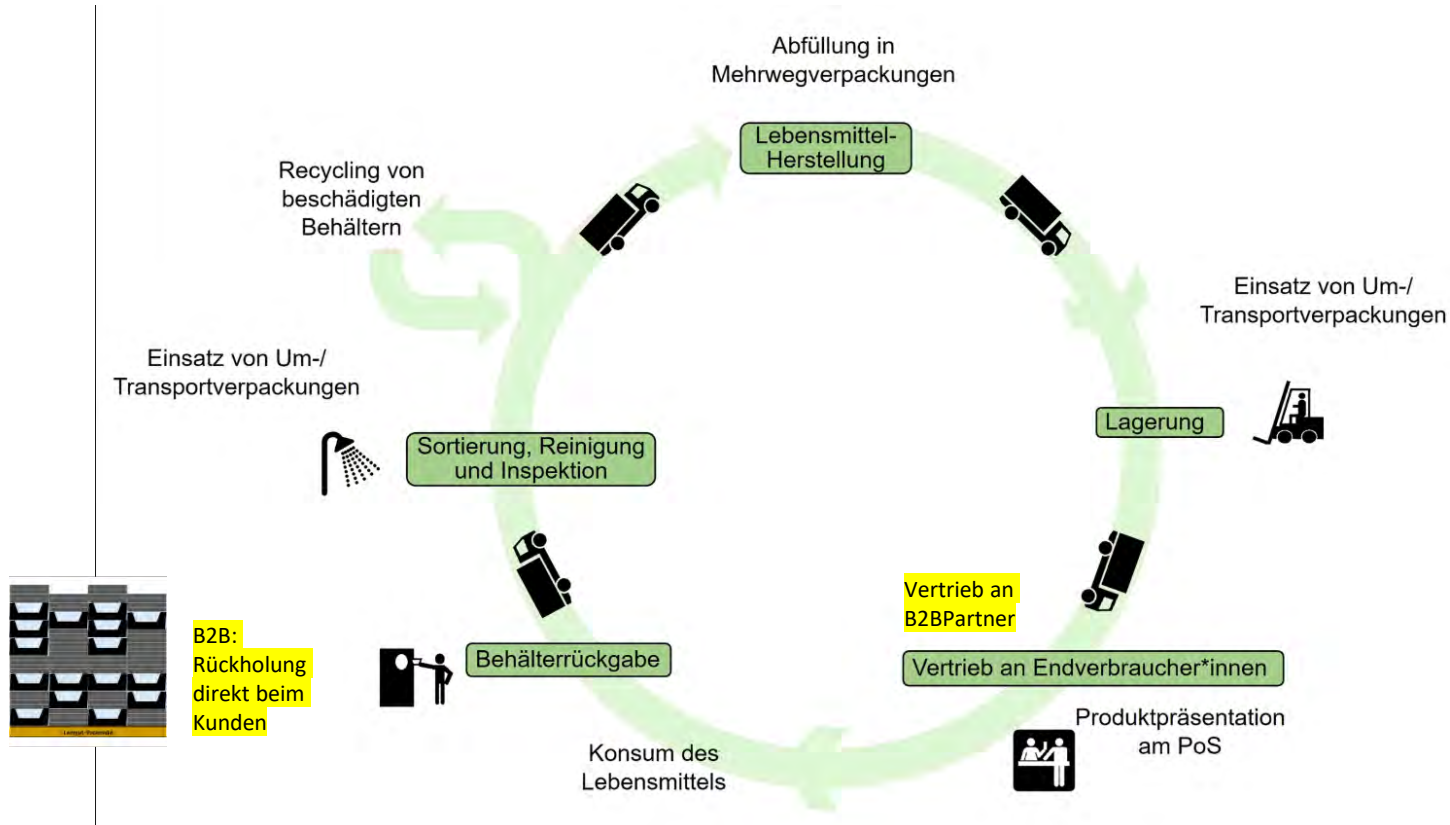 Abfüllung in
Mehrwegverpackungen
Lebensmittel-
Herstellung
Recycling von
beschädigten
Behältern
Einsatz von Um-/
Transportverpackungen
Einsatz von Um-/
Transportverpackungen
Lagerung
Sortierung, Reinigung
und Inspektion
Vertrieb an
B2BPartner
B2B:
Rückholung
direkt beim
Kunden
Behälterrückgabe
Vertrieb an Endverbraucher*innen
Produktpräsentation
am PoS
Konsum des
Lebensmittels